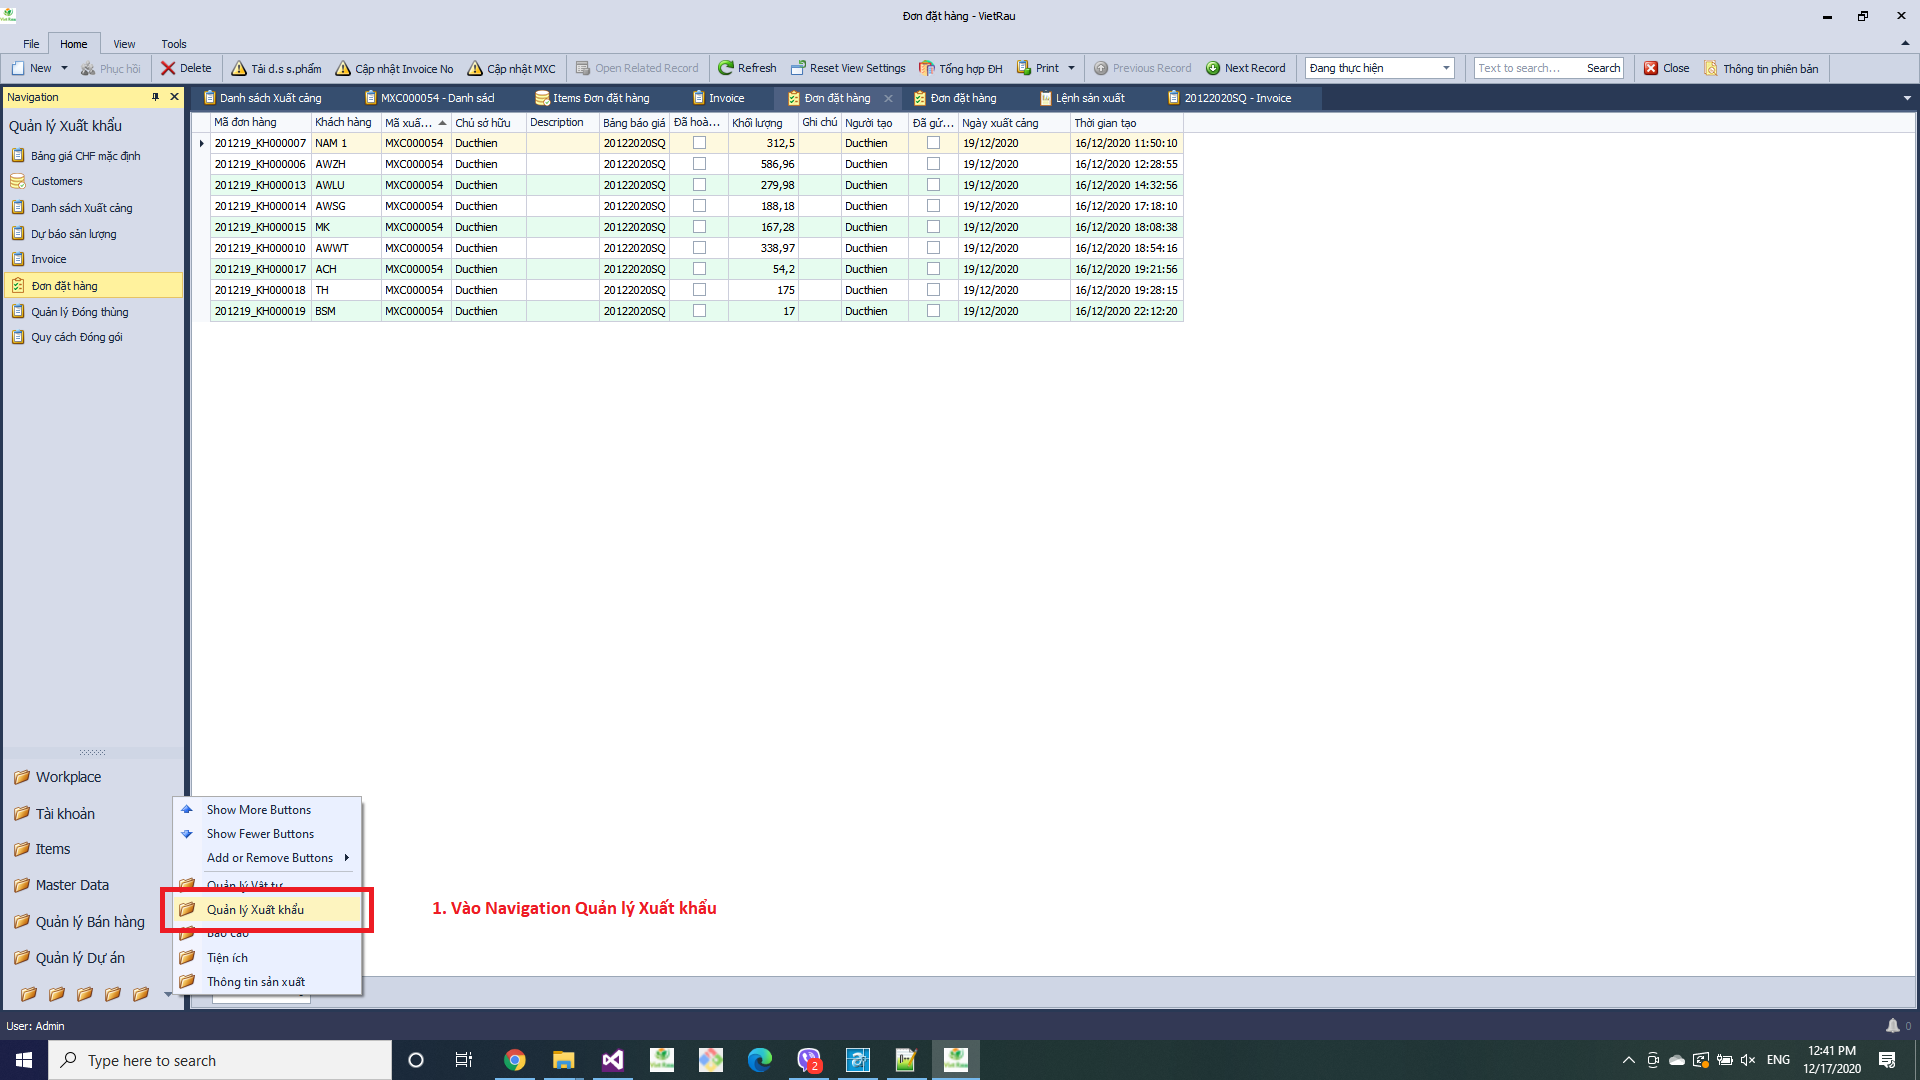 Đơn đặt hàng - VietRau
File Home View Tools
New Phục hồi Delete Tải d.s s.phẩm Cập nhật Invoice No Cập nhật MXC Open Related Record Refresh Reset View Settings Tổng hợp ĐH Print Previous Record Next Record Đang thực hiện Text to search... Search Close Thông tin phiên bản
Navigation
Danh sách Xuất cảng MXC000054 - Danh sácl Items Đơn đặt hàng Invoice Đơn đặt hàng Đơn đặt hàng Lệnh sản xuất 20122020SQ - Invoice
Quản lý Xuất khẩu
Bảng giá CHF mặc định
Customers
Danh sách Xuất cảng
Dự báo sản lượng
Invoice
Đơn đặt hàng
Quản lý Đóng thùng
Quy cách Đóng gói
Mã đơn hàng Khách hàng Mã xuấ... Chủ sở hữu Description Bảng báo giá Đã hoà... Khối lượng Ghi chú Người tạo Đã gử... Ngày xuất cảng Thời gian tạo
201219_KH000007 NAM 1 MXC000054 Ducthien 20122020SQ 312,5 Ducthien 19/12/2020 16/12/2020 11:50:10
201219_KH000006 AWZH MXC000054 Ducthien 20122020SQ 586,96 Ducthien 19/12/2020 16/12/2020 12:28:55
201219_KH000013 AWLU MXC000054 Ducthien 20122020SQ 279,98 Ducthien 19/12/2020 16/12/2020 14:32:56
201219_KH000014 AWSG MXC000054 Ducthien 20122020SQ 188,18 Ducthien 19/12/2020 16/12/2020 17:18:10
201219_KH000015 MK MXC000054 Ducthien 20122020SQ 167,28 Ducthien 19/12/2020 16/12/2020 18:08:38
201219_KH000010 AWWT MXC000054 Ducthien 20122020SQ 338,97 Ducthien 19/12/2020 16/12/2020 18:54:16
201219_KH000017 ACH MXC000054 Ducthien 20122020SQ 54,2 Ducthien 19/12/2020 16/12/2020 19:21:56
201219_KH000018 TH MXC000054 Ducthien 20122020SQ 175 Ducthien 19/12/2020 16/12/2020 19:28:15
201219_KH000019 BSM MXC000054 Ducthien 20122020SQ 17 Ducthien 19/12/2020 16/12/2020 22:12:20
Workplace
Tài khoản
Items
Master Data
Quản lý Bán hàng
Quản lý Dự án
Show More Buttons
Show Fewer Buttons
Add or Remove Buttons
Quản lý Vật tư
Quản lý Xuất khẩu
Báo cáo
Tiện ích
Thông tin sản xuất
1. Vào Navigation Quản lý Xuất khẩu
User: Admin
0
Type here to search
2
ENG
12:41 PM
12/17/2020